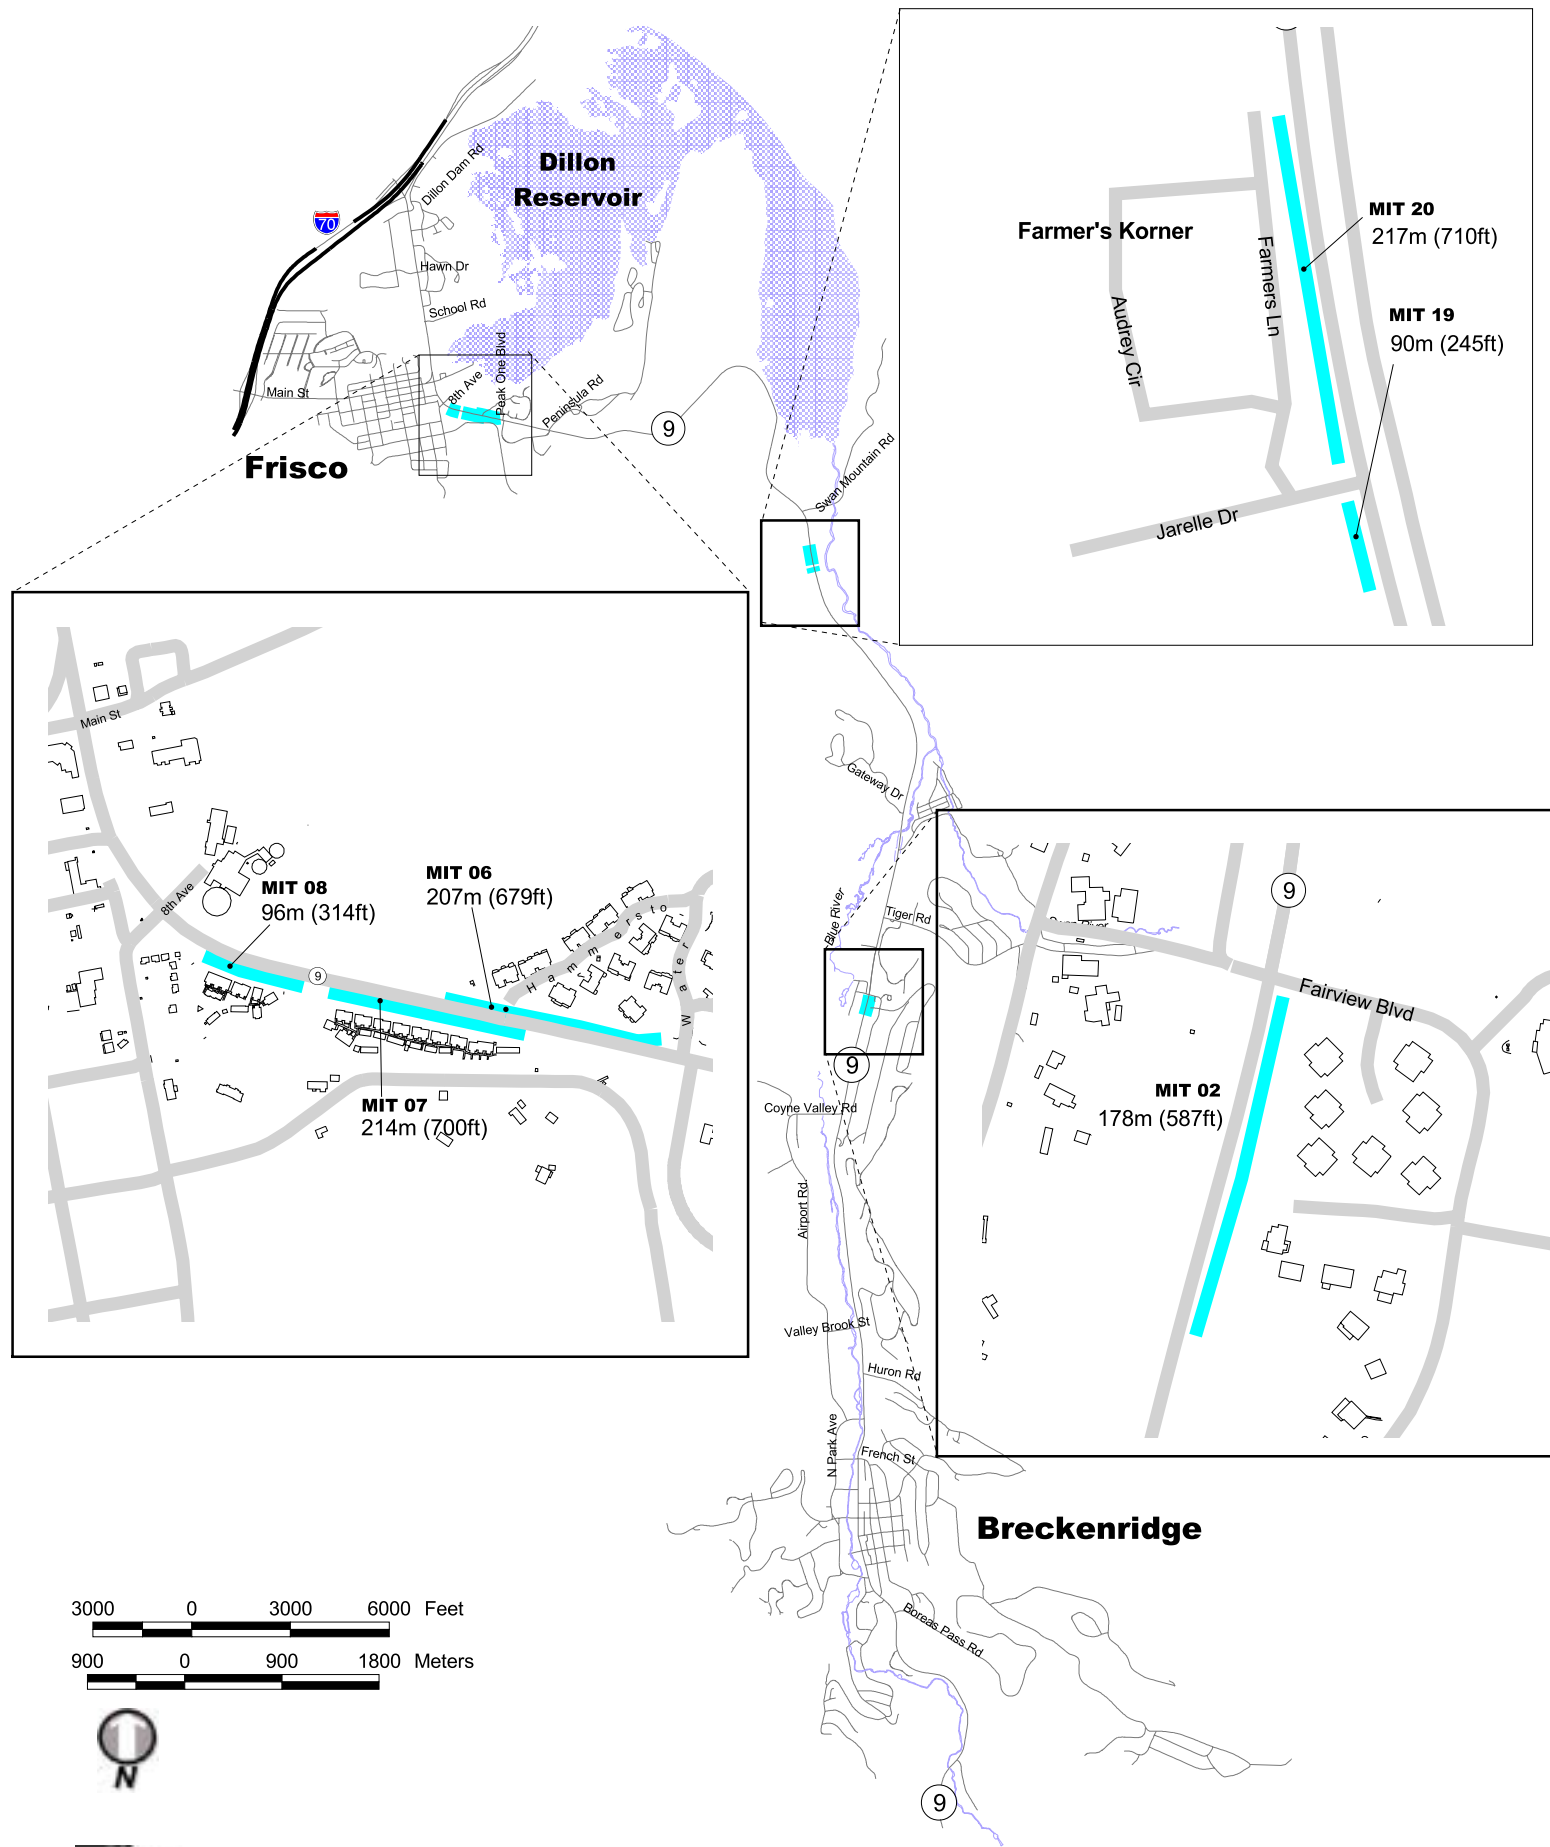 Dillon
Reservoir
70
Dillon Dam Rd
Hawn Dr
School Rd
Peak One Blvd
8th Ave
Main St
Peninsula Rd
9
Frisco
Swan Mountain Rd
Farmer's Korner
MIT 20
217m (710ft)
MIT 19
90m (245ft)
Farmers Ln
Audrey Cir
Jarelle Dr
Main St
8th Ave
MIT 08
96m (314ft)
MIT 06
207m (679ft)
9
Hammersto
Water
MIT 07
214m (700ft)
Gateway Dr
Blue River
Tiger Rd
9
Fairview Blvd
MIT 02
178m (587ft)
9
Coyne Valley Rd
Airport Rd.
Valley Brook St
Huron Rd
N Park Ave
French St
Breckenridge
Boreas Pass Rd
9
3000 0 3000 6000 Feet
900 0 900 1800 Meters
N